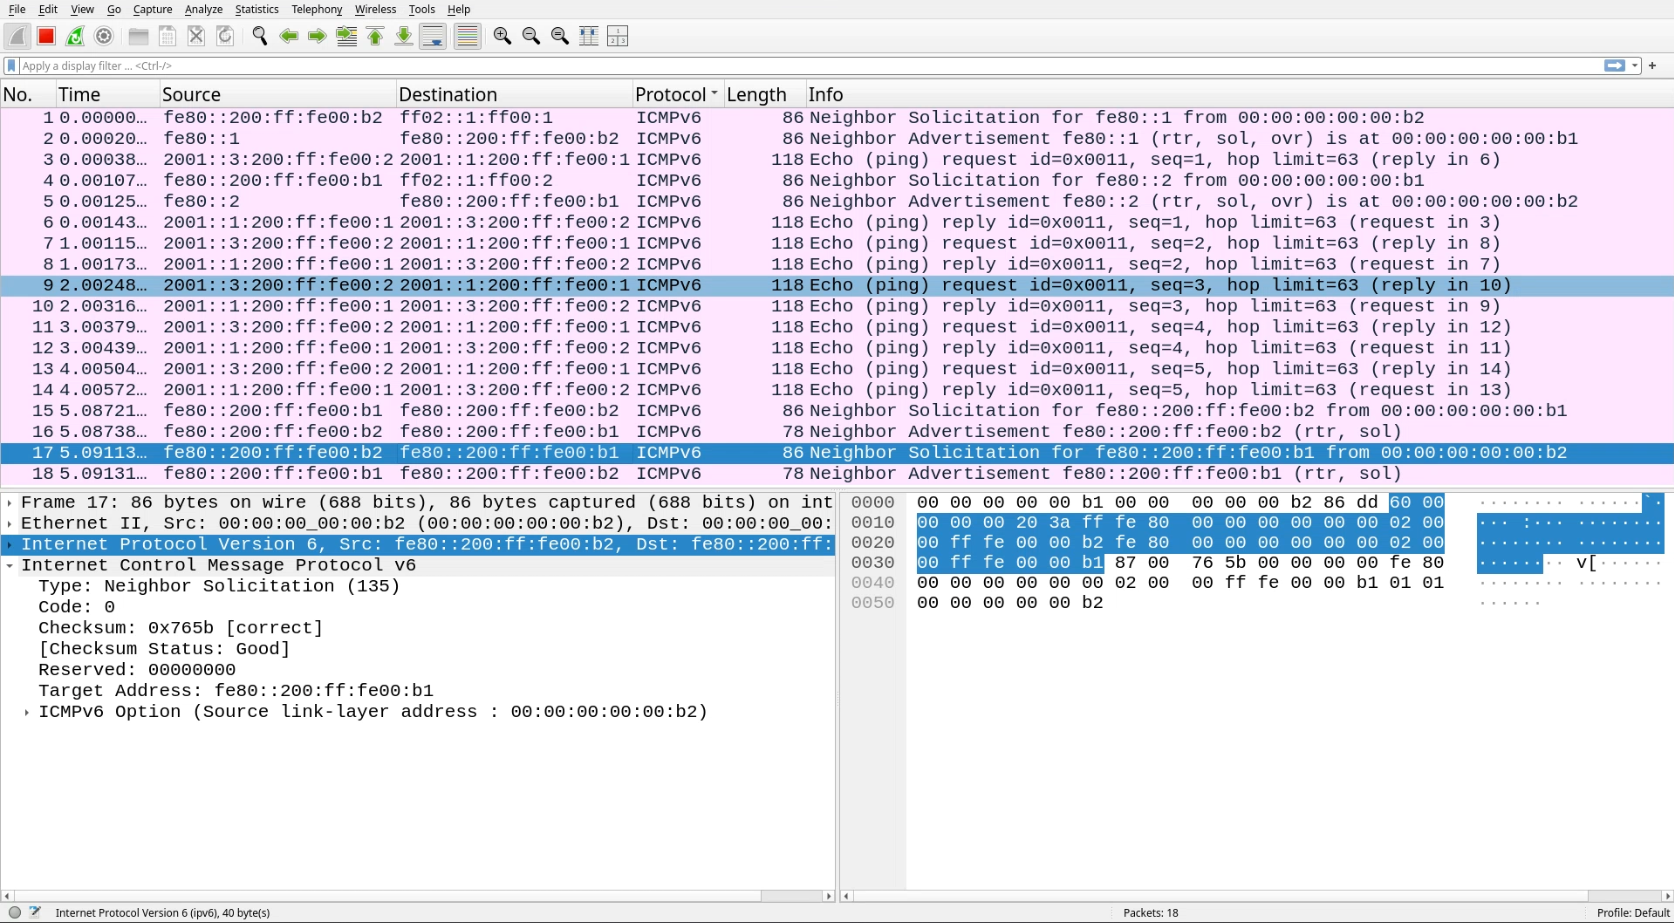 File Edit View Go Capture Analyze Statistics Telephony Wireless Tools Help
Apply a display filter ... <Ctrl-/>
No. Time Source Destination Protocol Length Info
1 0.00000… fe80::200:ff:fe00:b2 ff02::1:ff00:1 ICMPv6 86 Neighbor Solicitation for fe80::1 from 00:00:00:00:00:b2
2 0.00020… fe80::1 fe80::200:ff:fe00:b2 ICMPv6 86 Neighbor Advertisement fe80::1 (rtr, sol, ovr) is at 00:00:00:00:00:b1
3 0.00038… 2001::3:200:ff:fe00:2 2001::1:200:ff:fe00:1 ICMPv6 118 Echo (ping) request id=0x0011, seq=1, hop limit=63 (reply in 6)
4 0.00107… fe80::200:ff:fe00:b1 ff02::1:ff00:2 ICMPv6 86 Neighbor Solicitation for fe80::2 from 00:00:00:00:00:b1
5 0.00125… fe80::2 fe80::200:ff:fe00:b1 ICMPv6 86 Neighbor Advertisement fe80::2 (rtr, sol, ovr) is at 00:00:00:00:00:b2
6 0.00143… 2001::1:200:ff:fe00:1 2001::3:200:ff:fe00:2 ICMPv6 118 Echo (ping) reply id=0x0011, seq=1, hop limit=63 (request in 3)
7 1.00115… 2001::3:200:ff:fe00:2 2001::1:200:ff:fe00:1 ICMPv6 118 Echo (ping) request id=0x0011, seq=2, hop limit=63 (reply in 8)
8 1.00173… 2001::1:200:ff:fe00:1 2001::3:200:ff:fe00:2 ICMPv6 118 Echo (ping) reply id=0x0011, seq=2, hop limit=63 (request in 7)
9 2.00248… 2001::3:200:ff:fe00:2 2001::1:200:ff:fe00:1 ICMPv6 118 Echo (ping) request id=0x0011, seq=3, hop limit=63 (reply in 10)
10 2.00316… 2001::1:200:ff:fe00:1 2001::3:200:ff:fe00:2 ICMPv6 118 Echo (ping) reply id=0x0011, seq=3, hop limit=63 (request in 9)
11 3.00379… 2001::3:200:ff:fe00:2 2001::1:200:ff:fe00:1 ICMPv6 118 Echo (ping) request id=0x0011, seq=4, hop limit=63 (reply in 12)
12 3.00439… 2001::1:200:ff:fe00:1 2001::3:200:ff:fe00:2 ICMPv6 118 Echo (ping) reply id=0x0011, seq=4, hop limit=63 (request in 11)
13 4.00504… 2001::3:200:ff:fe00:2 2001::1:200:ff:fe00:1 ICMPv6 118 Echo (ping) request id=0x0011, seq=5, hop limit=63 (reply in 14)
14 4.00572… 2001::1:200:ff:fe00:1 2001::3:200:ff:fe00:2 ICMPv6 118 Echo (ping) reply id=0x0011, seq=5, hop limit=63 (request in 13)
15 5.08721… fe80::200:ff:fe00:b1 fe80::200:ff:fe00:b2 ICMPv6 86 Neighbor Solicitation for fe80::200:ff:fe00:b2 from 00:00:00:00:00:b1
16 5.08738… fe80::200:ff:fe00:b2 fe80::200:ff:fe00:b1 ICMPv6 78 Neighbor Advertisement fe80::200:ff:fe00:b2 (rtr, sol)
17 5.09113… fe80::200:ff:fe00:b2 fe80::200:ff:fe00:b1 ICMPv6 86 Neighbor Solicitation for fe80::200:ff:fe00:b1 from 00:00:00:00:00:b2
18 5.09131… fe80::200:ff:fe00:b1 fe80::200:ff:fe00:b2 ICMPv6 78 Neighbor Advertisement fe80::200:ff:fe00:b1 (rtr, sol)
Frame 17: 86 bytes on wire (688 bits), 86 bytes captured (688 bits) on int
Ethernet II, Src: 00:00:00_00:00:b2 (00:00:00:00:00:b2), Dst: 00:00:00_00:
Internet Protocol Version 6, Src: fe80::200:ff:fe00:b2, Dst: fe80::200:ff:
Internet Control Message Protocol v6
Type: Neighbor Solicitation (135)
Code: 0
Checksum: 0x765b [correct]
[Checksum Status: Good]
Reserved: 00000000
Target Address: fe80::200:ff:fe00:b1
ICMPv6 Option (Source link-layer address : 00:00:00:00:00:b2)
0000 00 00 00 00 00 b1 00 00 00 00 00 b2 86 dd 60 00 ········ ······`·
0010 00 00 00 20 3a ff fe 80 00 00 00 00 00 00 02 00 ··· :··· ········
0020 00 ff fe 00 00 b2 fe 80 00 00 00 00 00 00 02 00 ········ ········
0030 00 ff fe 00 00 b1 87 00 76 5b 00 00 00 00 fe 80 ········ v[······
0040 00 00 00 00 00 00 02 00 00 ff fe 00 00 b1 01 01 ········ ········
0050 00 00 00 00 00 b2 ······
Internet Protocol Version 6 (ipv6), 40 byte(s)
Packets: 18
Profile: Default